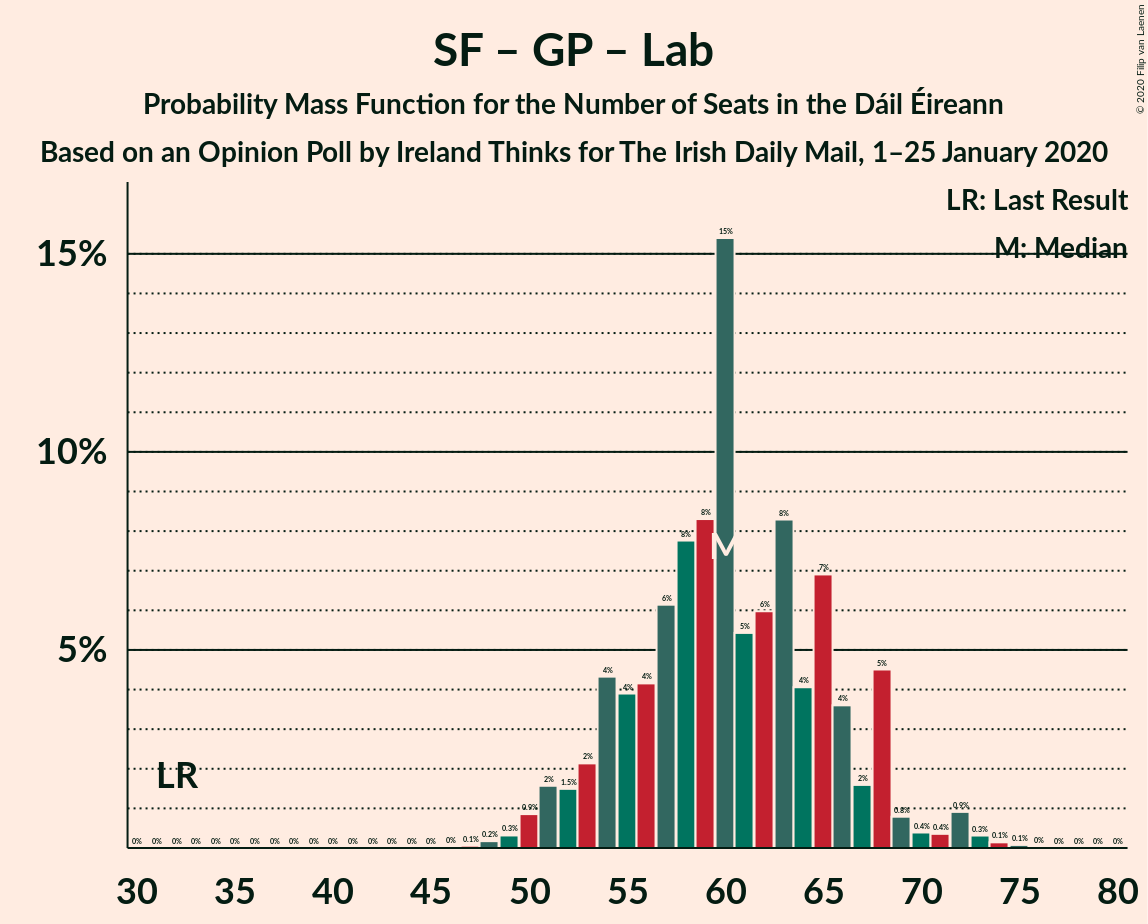 SF – GP – Lab
Probability Mass Function for the Number of Seats in the Dáil Éireann
Based on an Opinion Poll by Ireland Thinks for The Irish Daily Mail, 1–25 January 2020
© 2020 Filip van Laenen
LR: Last Result
M: Median
15%
10%
5%
LR
M
0% 0% 0% 0% 0% 0% 0% 0% 0% 0% 0% 0% 0% 0% 0% 0% 0% 0.1% 0.2% 0.3% 0.9% 2% 1.5% 2% 4% 4% 4% 6% 8% 8% 15% 5% 6% 8% 4% 7% 4% 2% 5% 0.8% 0.4% 0.4% 0.9% 0.3% 0.1% 0.1% 0% 0% 0% 0% 0%
30 35 40 45 50 55 60 65 70 75 80